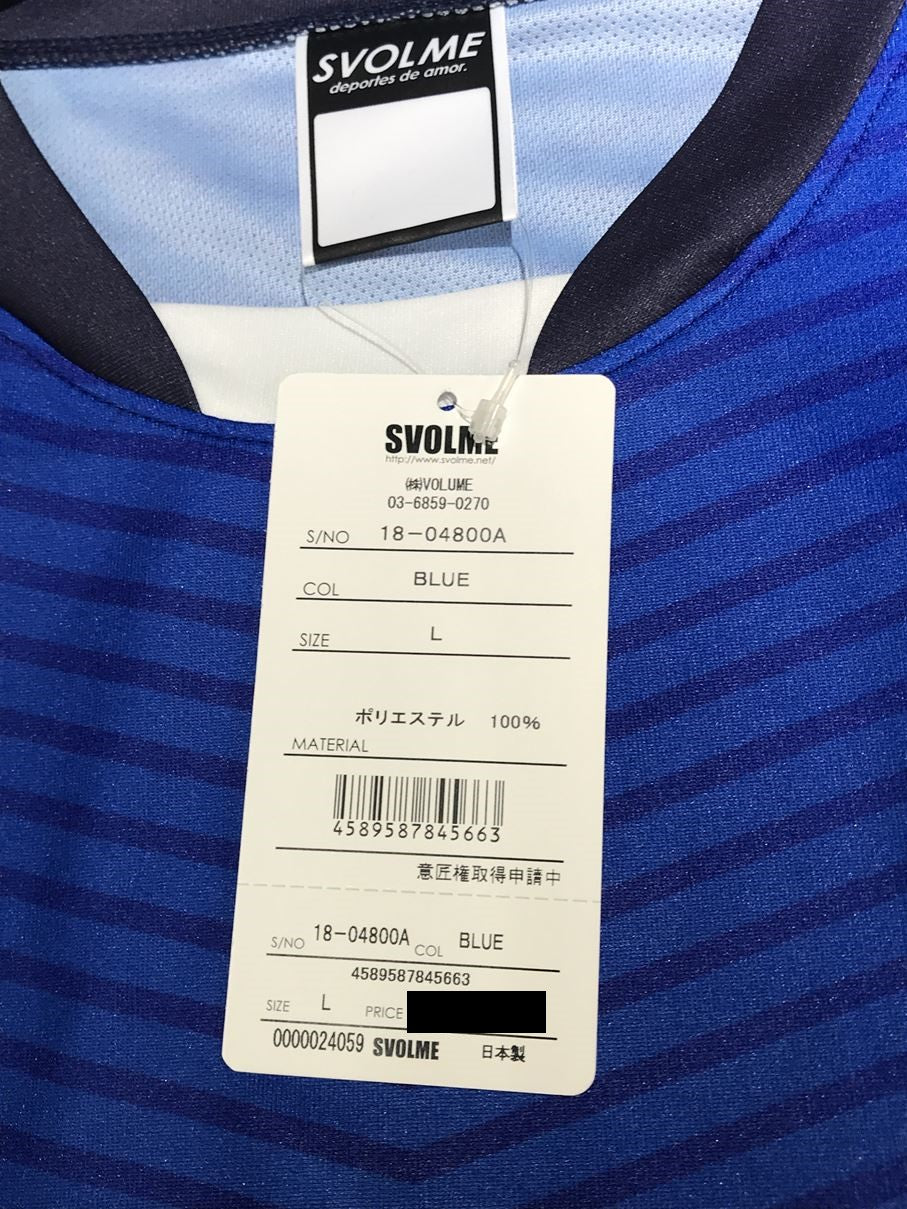 SVOLME
deportes de amor.
SVOLME
http://www.svolme.net/
㈱VOLUME
03-6859-0270
S/NO 18-04800A
COL BLUE
SIZE L
ポリエステル 100%
MATERIAL
4589587845663
意匠権取得申請中
S/NO 18-04800A COL BLUE
4589587845663
SIZE L PRICE
0000024059 SVOLME 日本製